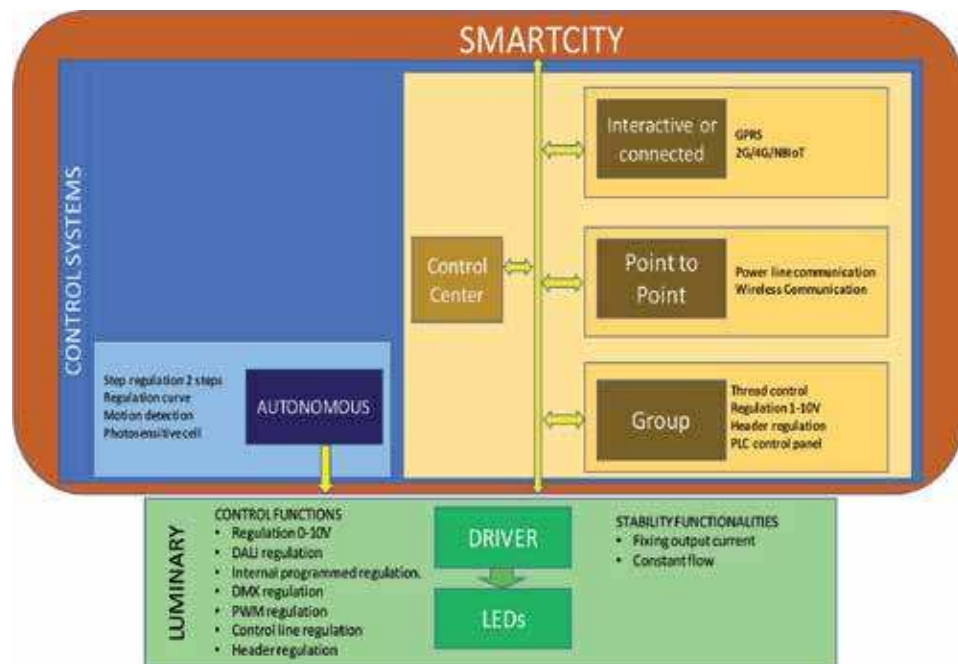 SMARTCITY
CONTROL SYSTEMS
Interactive or
connected
GPRS
2G/4G/NBIoT
Control
Center
Point to
Point
Power line communication
Wireless Communication
Step regulation 2 steps
Regulation curve
Motion detection
Photosensitive cell
AUTONOMOUS
Group
Thread control
Regulation 1-10V
Header regulation
PLC control panel
LUMINARY
CONTROL FUNCTIONS
• Regulation 0-10V
• DALI regulation
• Internal programmed regulation.
• DMX regulation
• PWM regulation
• Control line regulation
• Header regulation
DRIVER
LEDs
STABILITY FUNCTIONALITIES
• Fixing output current
• Constant flow